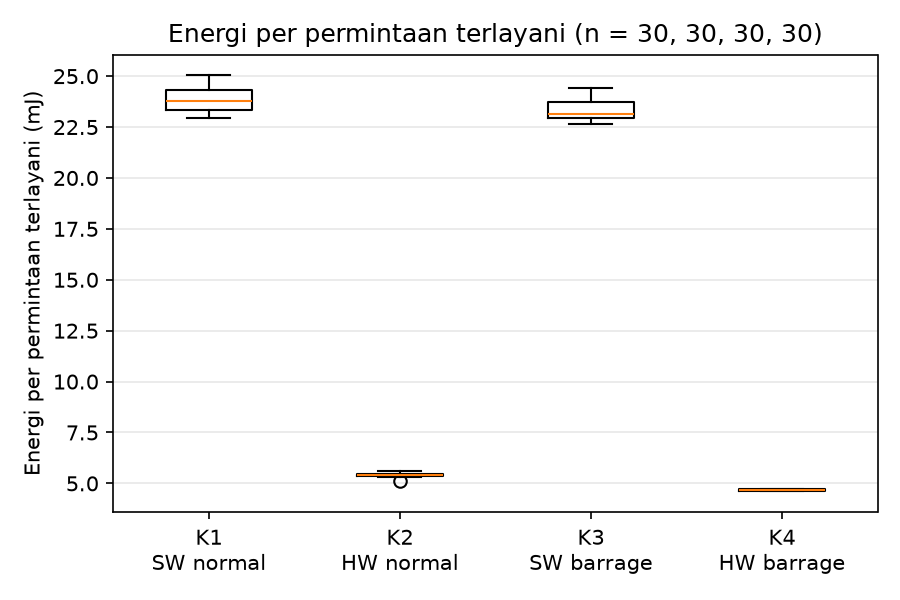 Energi per permintaan terlayani (n = 30, 30, 30, 30)
Energi per permintaan terlayani (mJ)
25.0
22.5
20.0
17.5
15.0
12.5
10.0
7.5
5.0
K1
SW normal
K2
HW normal
K3
SW barrage
K4
HW barrage